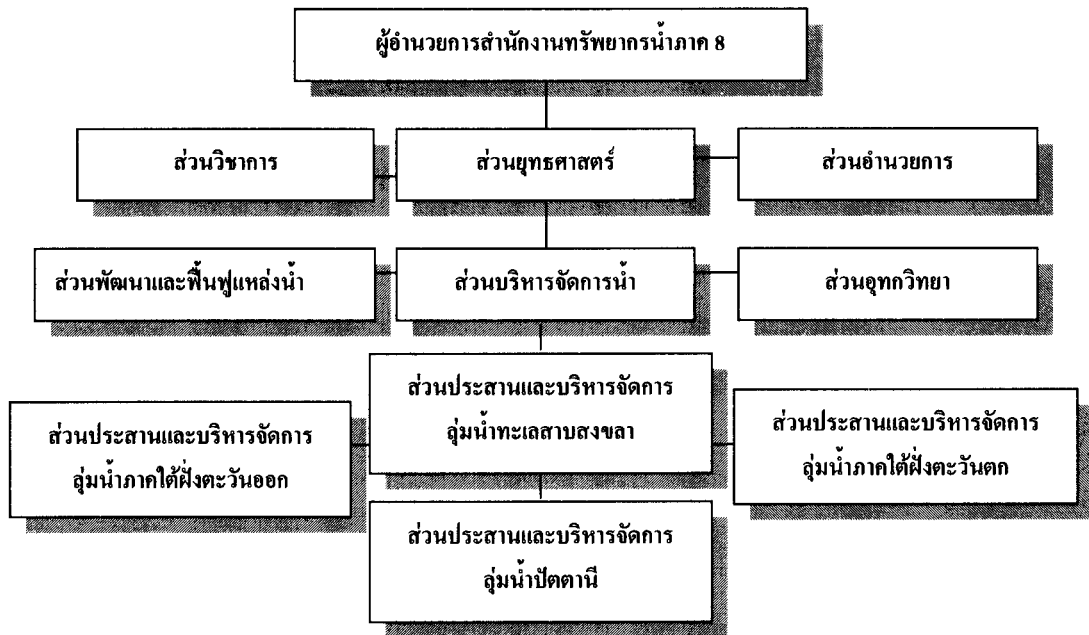 ผู้อำนวยการสำนักงานทรัพยากรน้ำภาค 8
ส่วนวิชาการ
ส่วนยุทธศาสตร์
ส่วนอำนวยการ
ส่วนพัฒนาและฟื้นฟูแหล่งน้ำ
ส่วนบริหารจัดการน้ำ
ส่วนอุทกวิทยา
ส่วนประสานและบริหารจัดการ
ลุ่มน้ำทะเลสาบสงขลา
ส่วนประสานและบริหารจัดการ
ลุ่มน้ำภาคใต้ฝั่งตะวันออก
ส่วนประสานและบริหารจัดการ
ลุ่มน้ำภาคใต้ฝั่งตะวันตก
ส่วนประสานและบริหารจัดการ
ลุ่มน้ำปัตตานี